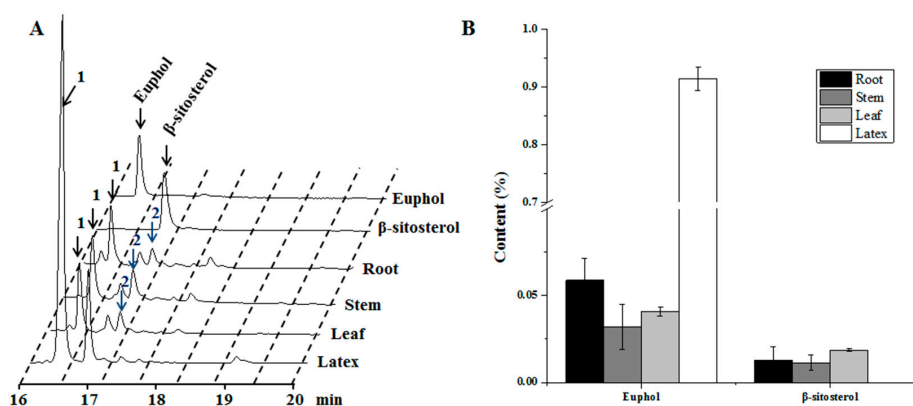 A
1
Euphol
β-sitosterol
1
1
1
2
2
2
Euphol
β-sitosterol
Root
Stem
Leaf
Latex
16
17
18
19
20
min
B
1.0
0.9
0.8
0.7
0.05
0.00
Content (%)
Root
Stem
Leaf
Latex
Euphol
β-sitosterol